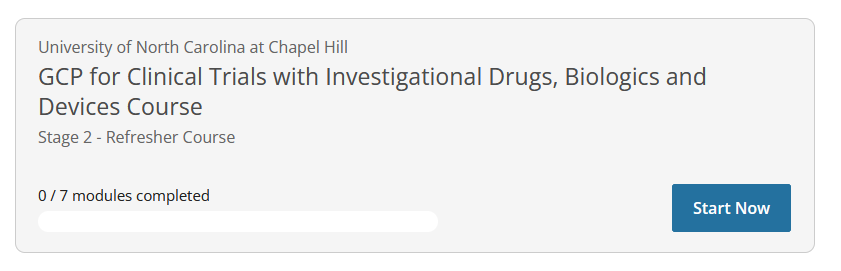 University of North Carolina at Chapel Hill
GCP for Clinical Trials with Investigational Drugs, Biologics and
Devices Course
Stage 2 - Refresher Course
0 / 7 modules completed
Start Now